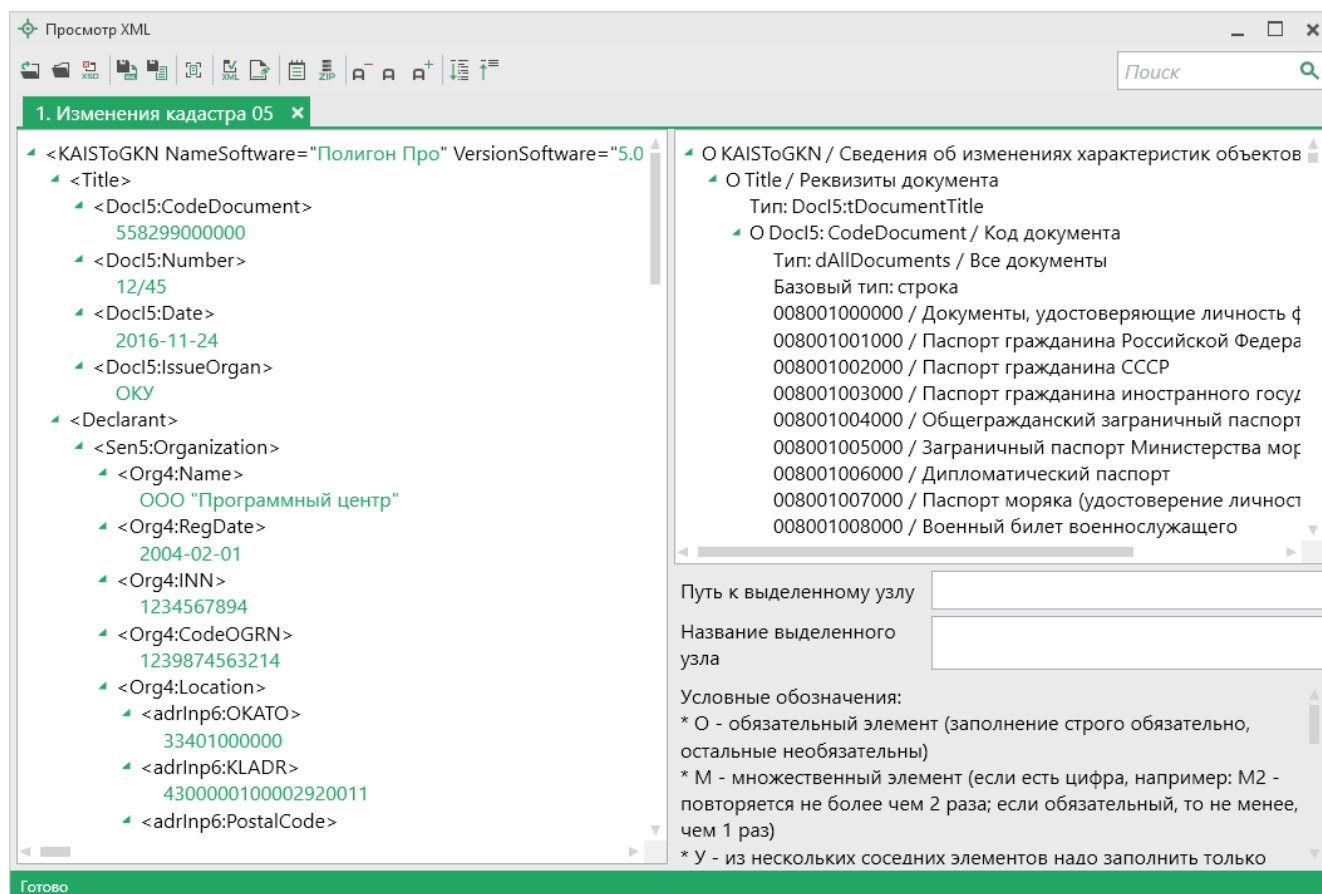 Просмотр XML
XSD
XML
ZIP
A- A A+
Поиск
1. Изменения кадастра 05
<KAISToGKN NameSoftware="Полигон Про" VersionSoftware="5.0
<Title>
<DocI5:CodeDocument>
558299000000
<DocI5:Number>
12/45
<DocI5:Date>
2016-11-24
<DocI5:IssueOrgan>
ОКУ
<Declarant>
<Sen5:Organization>
<Org4:Name>
ООО "Программный центр"
<Org4:RegDate>
2004-02-01
<Org4:INN>
1234567894
<Org4:CodeOGRN>
1239874563214
<Org4:Location>
<adrInp6:OKATO>
33401000000
<adrInp6:KLADR>
4300000100002920011
<adrInp6:PostalCode>
О KAISToGKN / Сведения об изменениях характеристик объектов
О Title / Реквизиты документа
Тип: DocI5:tDocumentTitle
О DocI5: CodeDocument / Код документа
Тип: dAllDocuments / Все документы
Базовый тип: строка
008001000000 / Документы, удостоверяющие личность ф
008001001000 / Паспорт гражданина Российской Федера
008001002000 / Паспорт гражданина СССР
008001003000 / Паспорт гражданина иностранного госуд
008001004000 / Общегражданский заграничный паспорт
008001005000 / Заграничный паспорт Министерства мор
008001006000 / Дипломатический паспорт
008001007000 / Паспорт моряка (удостоверение личност
008001008000 / Военный билет военнослужащего
Путь к выделенному узлу
Название выделенного
узла
Условные обозначения:
* О - обязательный элемент (заполнение строго обязательно,
остальные необязательны)
* М - множественный элемент (если есть цифра, например: М2 -
повторяется не более чем 2 раза; если обязательный, то не менее,
чем 1 раз)
* У - из нескольких соседних элементов надо заполнить только
Готово